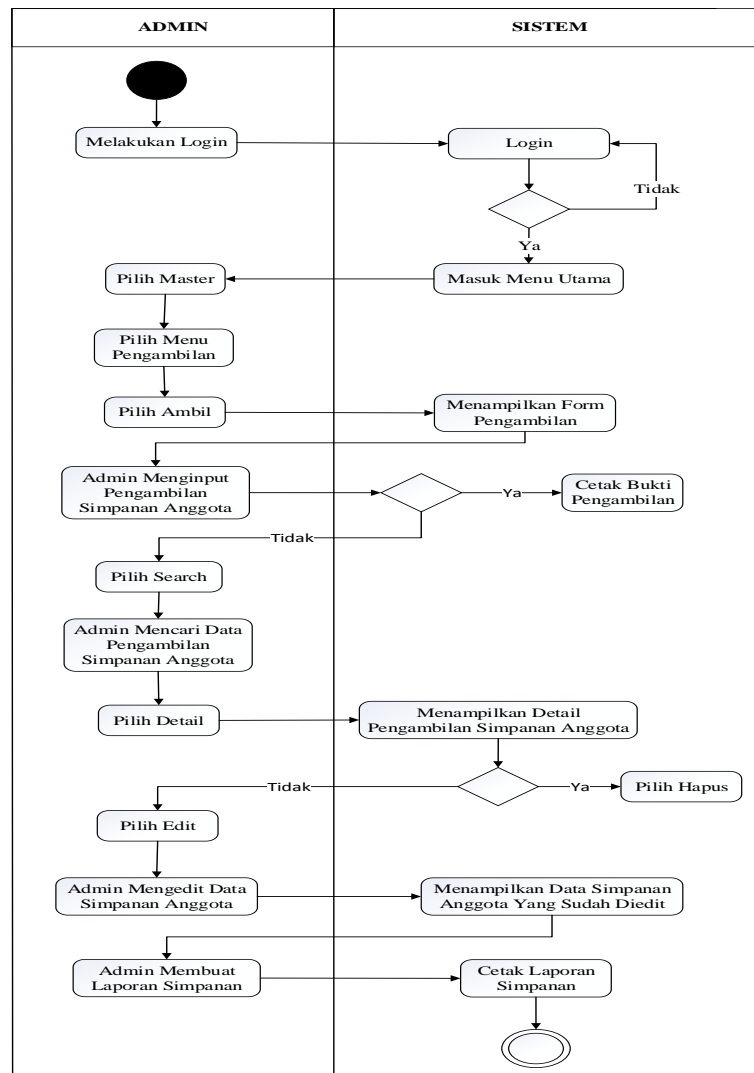 ADMIN
SISTEM
Melakukan Login
Login
Tidak
Ya
Pilih Master
Masuk Menu Utama
Pilih Menu
Pengambilan
Pilih Ambil
Menampilkan Form
Pengambilan
Admin Menginput
Pengambilan
Simpanan Anggota
Ya
Cetak Bukti
Pengambilan
Tidak
Pilih Search
Admin Mencari Data
Pengambilan
Simpanan Anggota
Pilih Detail
Menampilkan Detail
Pengambilan Simpanan Anggota
Tidak
Ya
Pilih Hapus
Pilih Edit
Admin Mengedit Data
Simpanan Anggota
Menampilkan Data Simpanan
Anggota Yang Sudah Diedit
Admin Membuat
Laporan Simpanan
Cetak Laporan
Simpanan